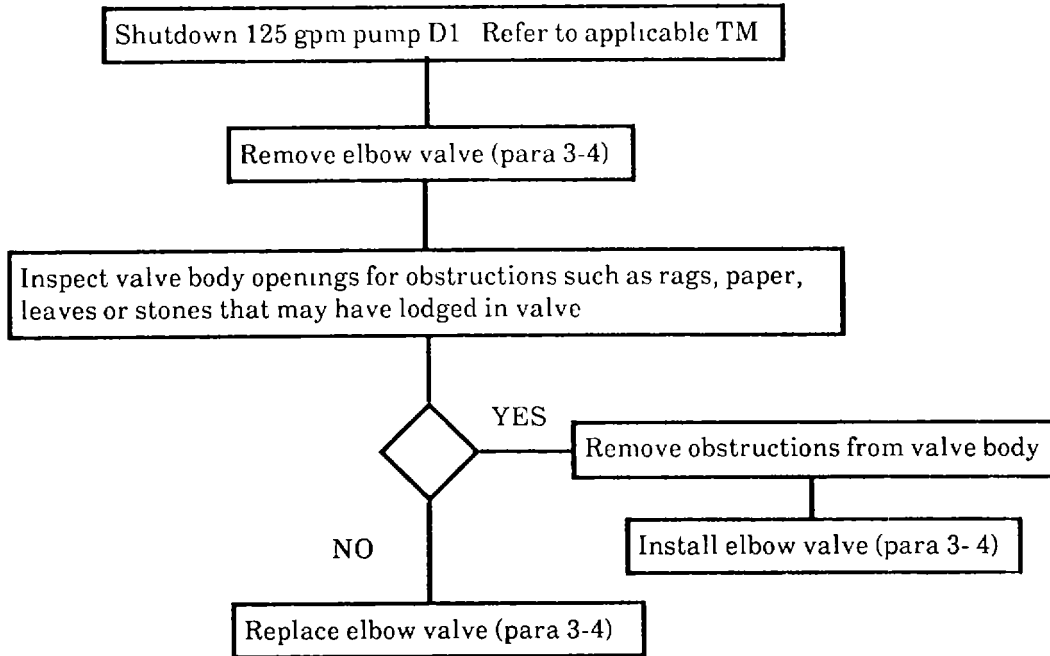 Shutdown 125 gpm pump D1 Refer to applicable TM
Remove elbow valve (para 3-4)
Inspect valve body openings for obstructions such as rags, paper,
leaves or stones that may have lodged in valve
YES
Remove obstructions from valve body
Install elbow valve (para 3- 4)
NO
Replace elbow valve (para 3-4)